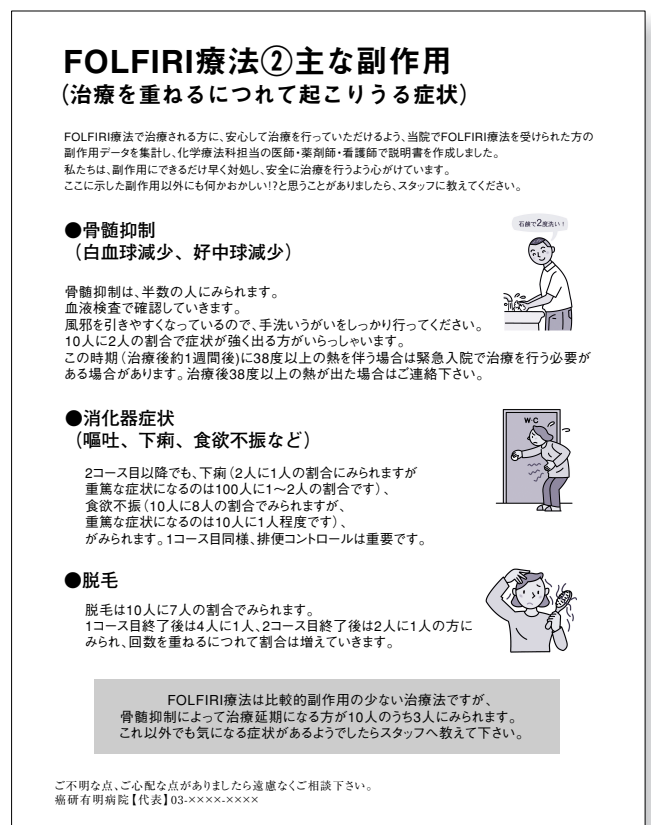 FOLFIRI療法②主な副作用
(治療を重ねるにつれて起こりうる症状)
FOLFIRI療法で治療される方に、安心して治療を行っていただけるよう、当院でFOLFIRI療法を受けられた方の
副作用データを集計し、化学療法科担当の医師・薬剤師・看護師で説明書を作成しました。
私たちは、副作用にできるだけ早く対処し、安全に治療を行うよう心がけています。
ここに示した副作用以外にも何かおかしい!?と思うことがありましたら、スタッフに教えてください。
●骨髄抑制
(白血球減少、好中球減少)
石鹸で2度洗い!
骨髄抑制は、半数の人にみられます。
血液検査で確認していきます。
風邪を引きやすくなっているので、手洗いうがいをしっかり行ってください。
10人に2人の割合で症状が強く出る方がいらっしゃいます。
この時期(治療後約1週間後)に38度以上の熱を伴う場合は緊急入院で治療を行う必要が
ある場合があります。治療後38度以上の熱が出た場合はご連絡下さい。
●消化器症状
(嘔吐、下痢、食欲不振など)
W·C
2コース目以降でも、下痢(2人に1人の割合にみられますが
重篤な症状になるのは100人に1〜2人の割合です)、
食欲不振(10人に8人の割合でみられますが、
重篤な症状になるのは10人に1人程度です)、
がみられます。1コース目同様、排便コントロールは重要です。
●脱毛
脱毛は10人に7人の割合でみられます。
1コース目終了後は4人に1人、2コース目終了後は2人に1人の方に
みられ、回数を重ねるにつれて割合は増えていきます。
FOLFIRI療法は比較的副作用の少ない治療法ですが、
骨髄抑制によって治療延期になる方が10人のうち3人にみられます。
これ以外でも気になる症状があるようでしたらスタッフへ教えて下さい。
ご不明な点、ご心配な点がありましたら遠慮なくご相談下さい。
癌研有明病院【代表】03-××××-××××